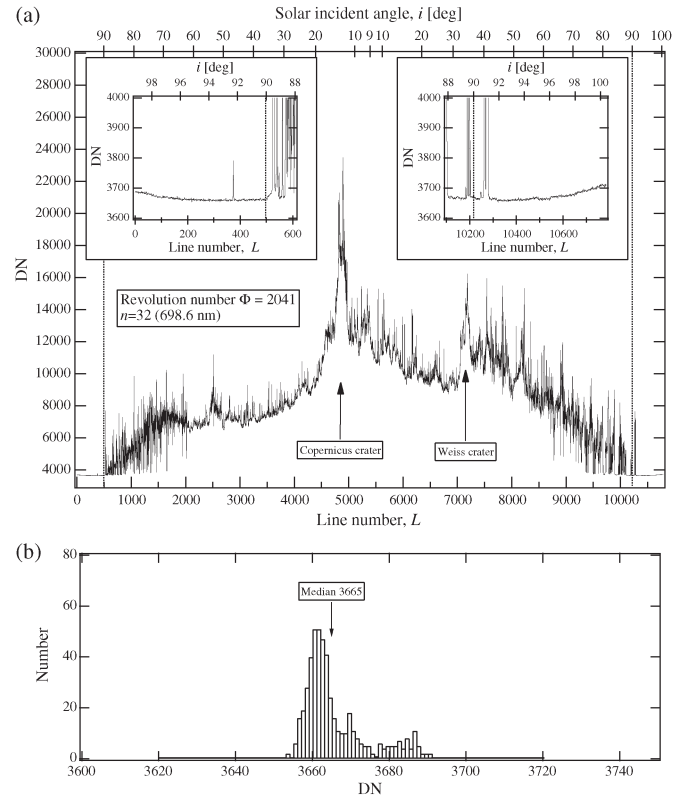 (a)
Solar incident angle, i [deg]
90 80 70 60 50 40 30 20 10 9 10 20 30 40 50 60 70 80 90 100
30000
28000
26000
24000
22000
20000
18000
16000
14000
12000
10000
8000
6000
4000
DN
i [deg]
98 96 94 92 90 88
4000
3900
3800
3700
3600
DN
0 200 400 600
Line number, L
i [deg]
88 90 92 94 96 98 100
4000
3900
3800
3700
3600
DN
10200 10400 10600
Line number, L
Revolution number Φ = 2041
n=32 (698.6 nm)
Copernicus crater
Weiss crater
0 1000 2000 3000 4000 5000 6000 7000 8000 9000 10000
Line number, L
(b)
80
60
40
20
0
Number
Median 3665
3600 3620 3640 3660 3680 3700 3720 3740
DN